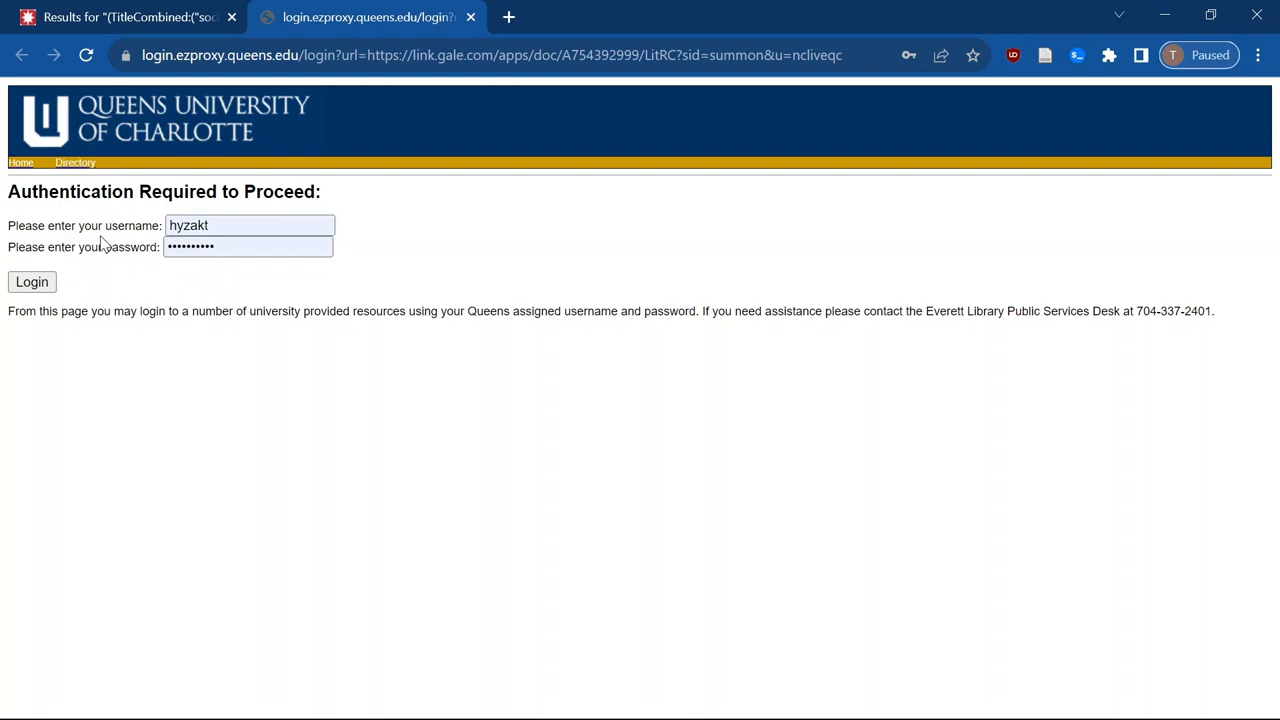 Results for "(TitleCombined:("soc
login.ezproxy.queens.edu/login?u
login.ezproxy.queens.edu/login?url=https://link.gale.com/apps/doc/A754392999/LitRC?sid=summon&u=ncliveqc
T Paused
QUEENS UNIVERSITY
OF CHARLOTTE
Home Directory
Authentication Required to Proceed:
Please enter your username: hyzakt
Please enter your password: ••••••••••
Login
From this page you may login to a number of university provided resources using your Queens assigned username and password. If you need assistance please contact the Everett Library Public Services Desk at 704-337-2401.